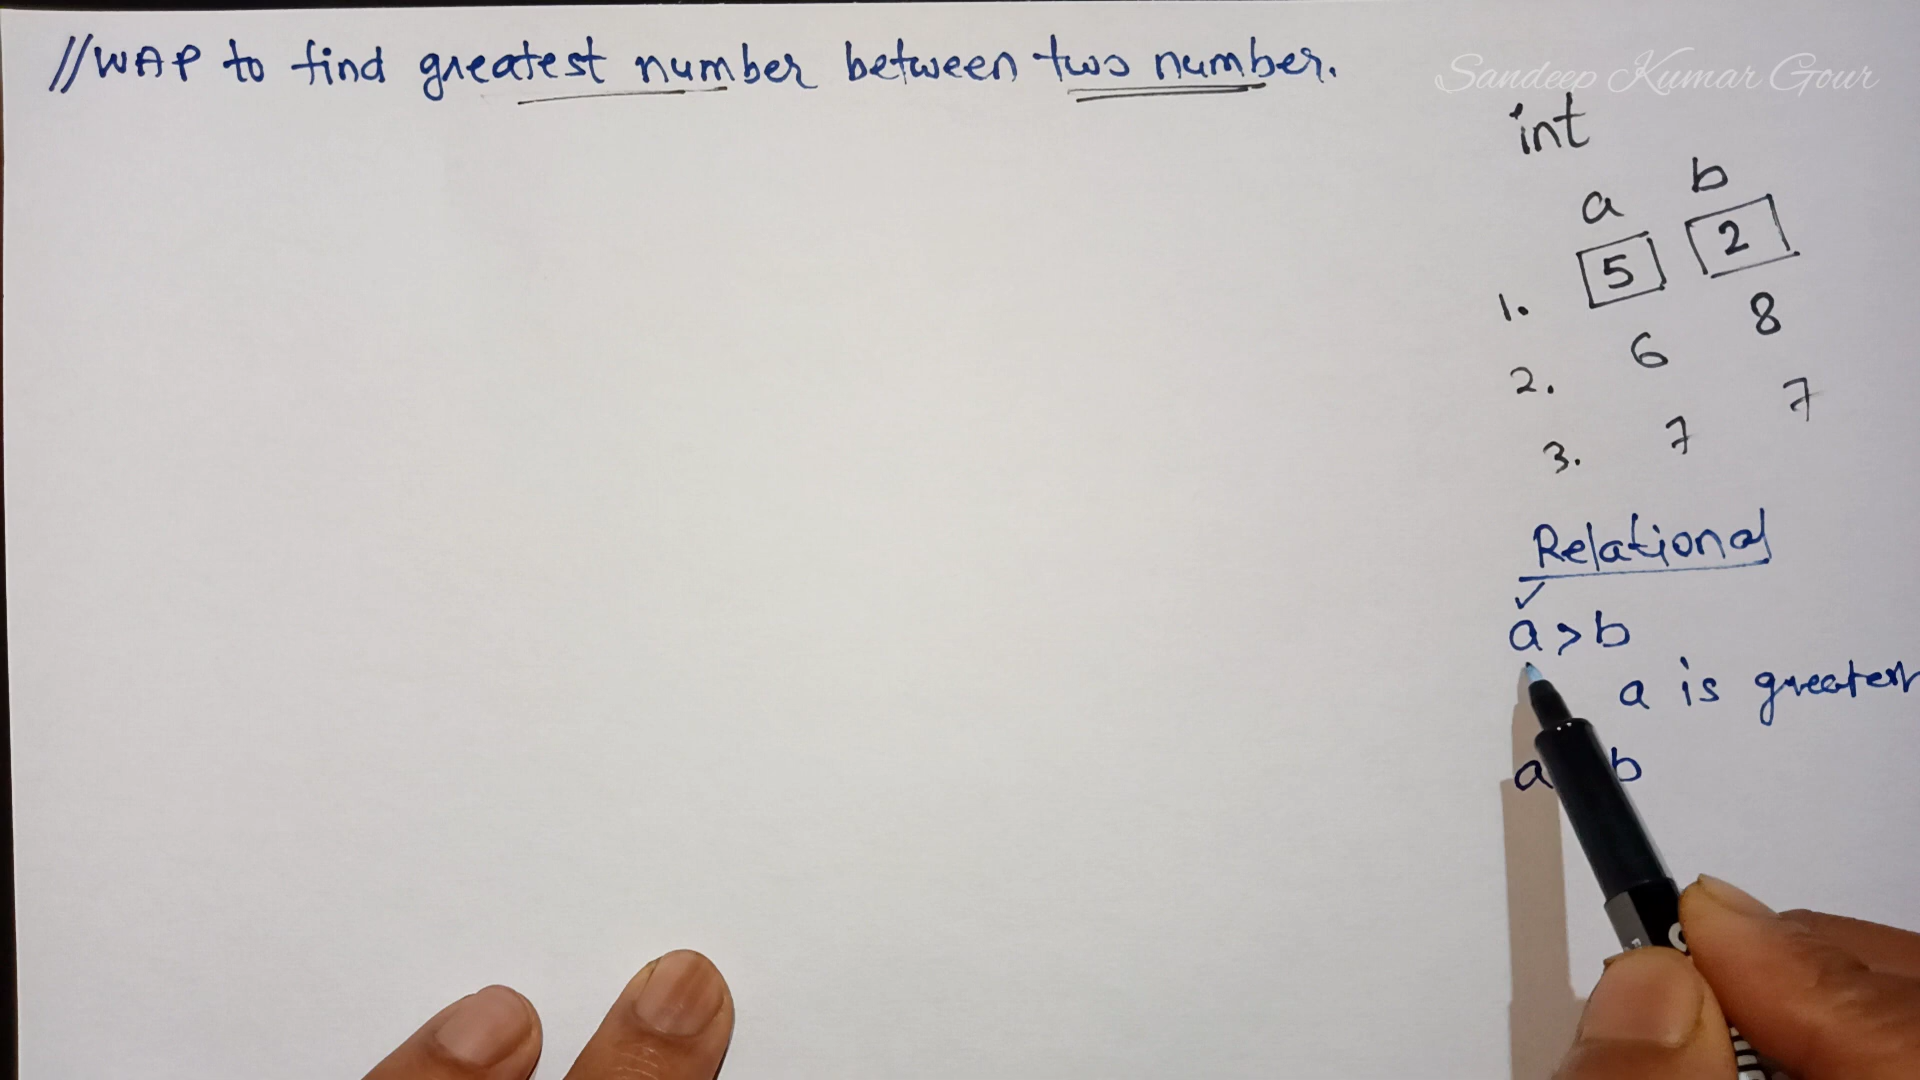 //WAP to find greatest number between two number.
Sandeep Kumar Gour
int
a b
1. 5 2
2. 6 8
3. 7 7
Relational
✓
a > b
a is greatest
a b